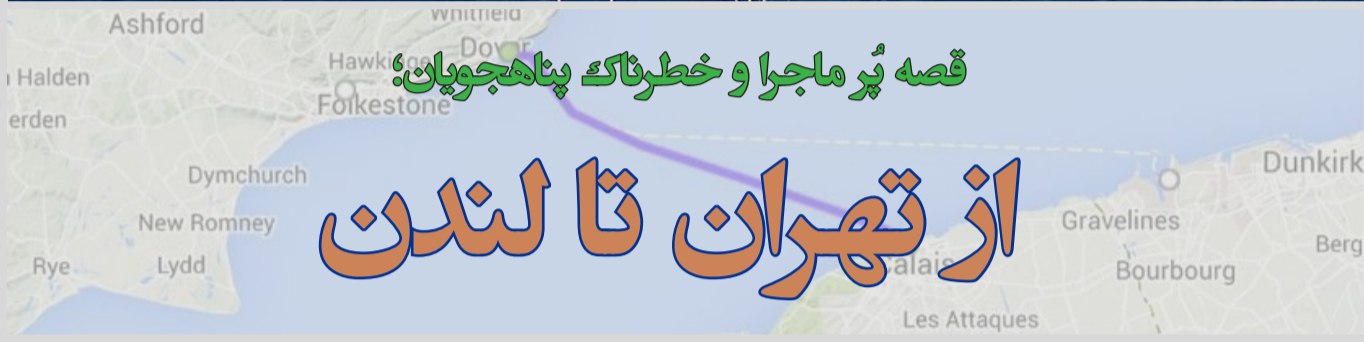 Whitfield
Ashford
Dover
Hawkinge
قصه پُر ماجرا و خطرناک پناهجویان؛
Halden
Folkestone
erden
Dunkirk
Dymchurch
از تهران تا لندن
New Romney
Gravelines
Berg
Rye
Lydd
Calais
Bourbourg
Les Attaques